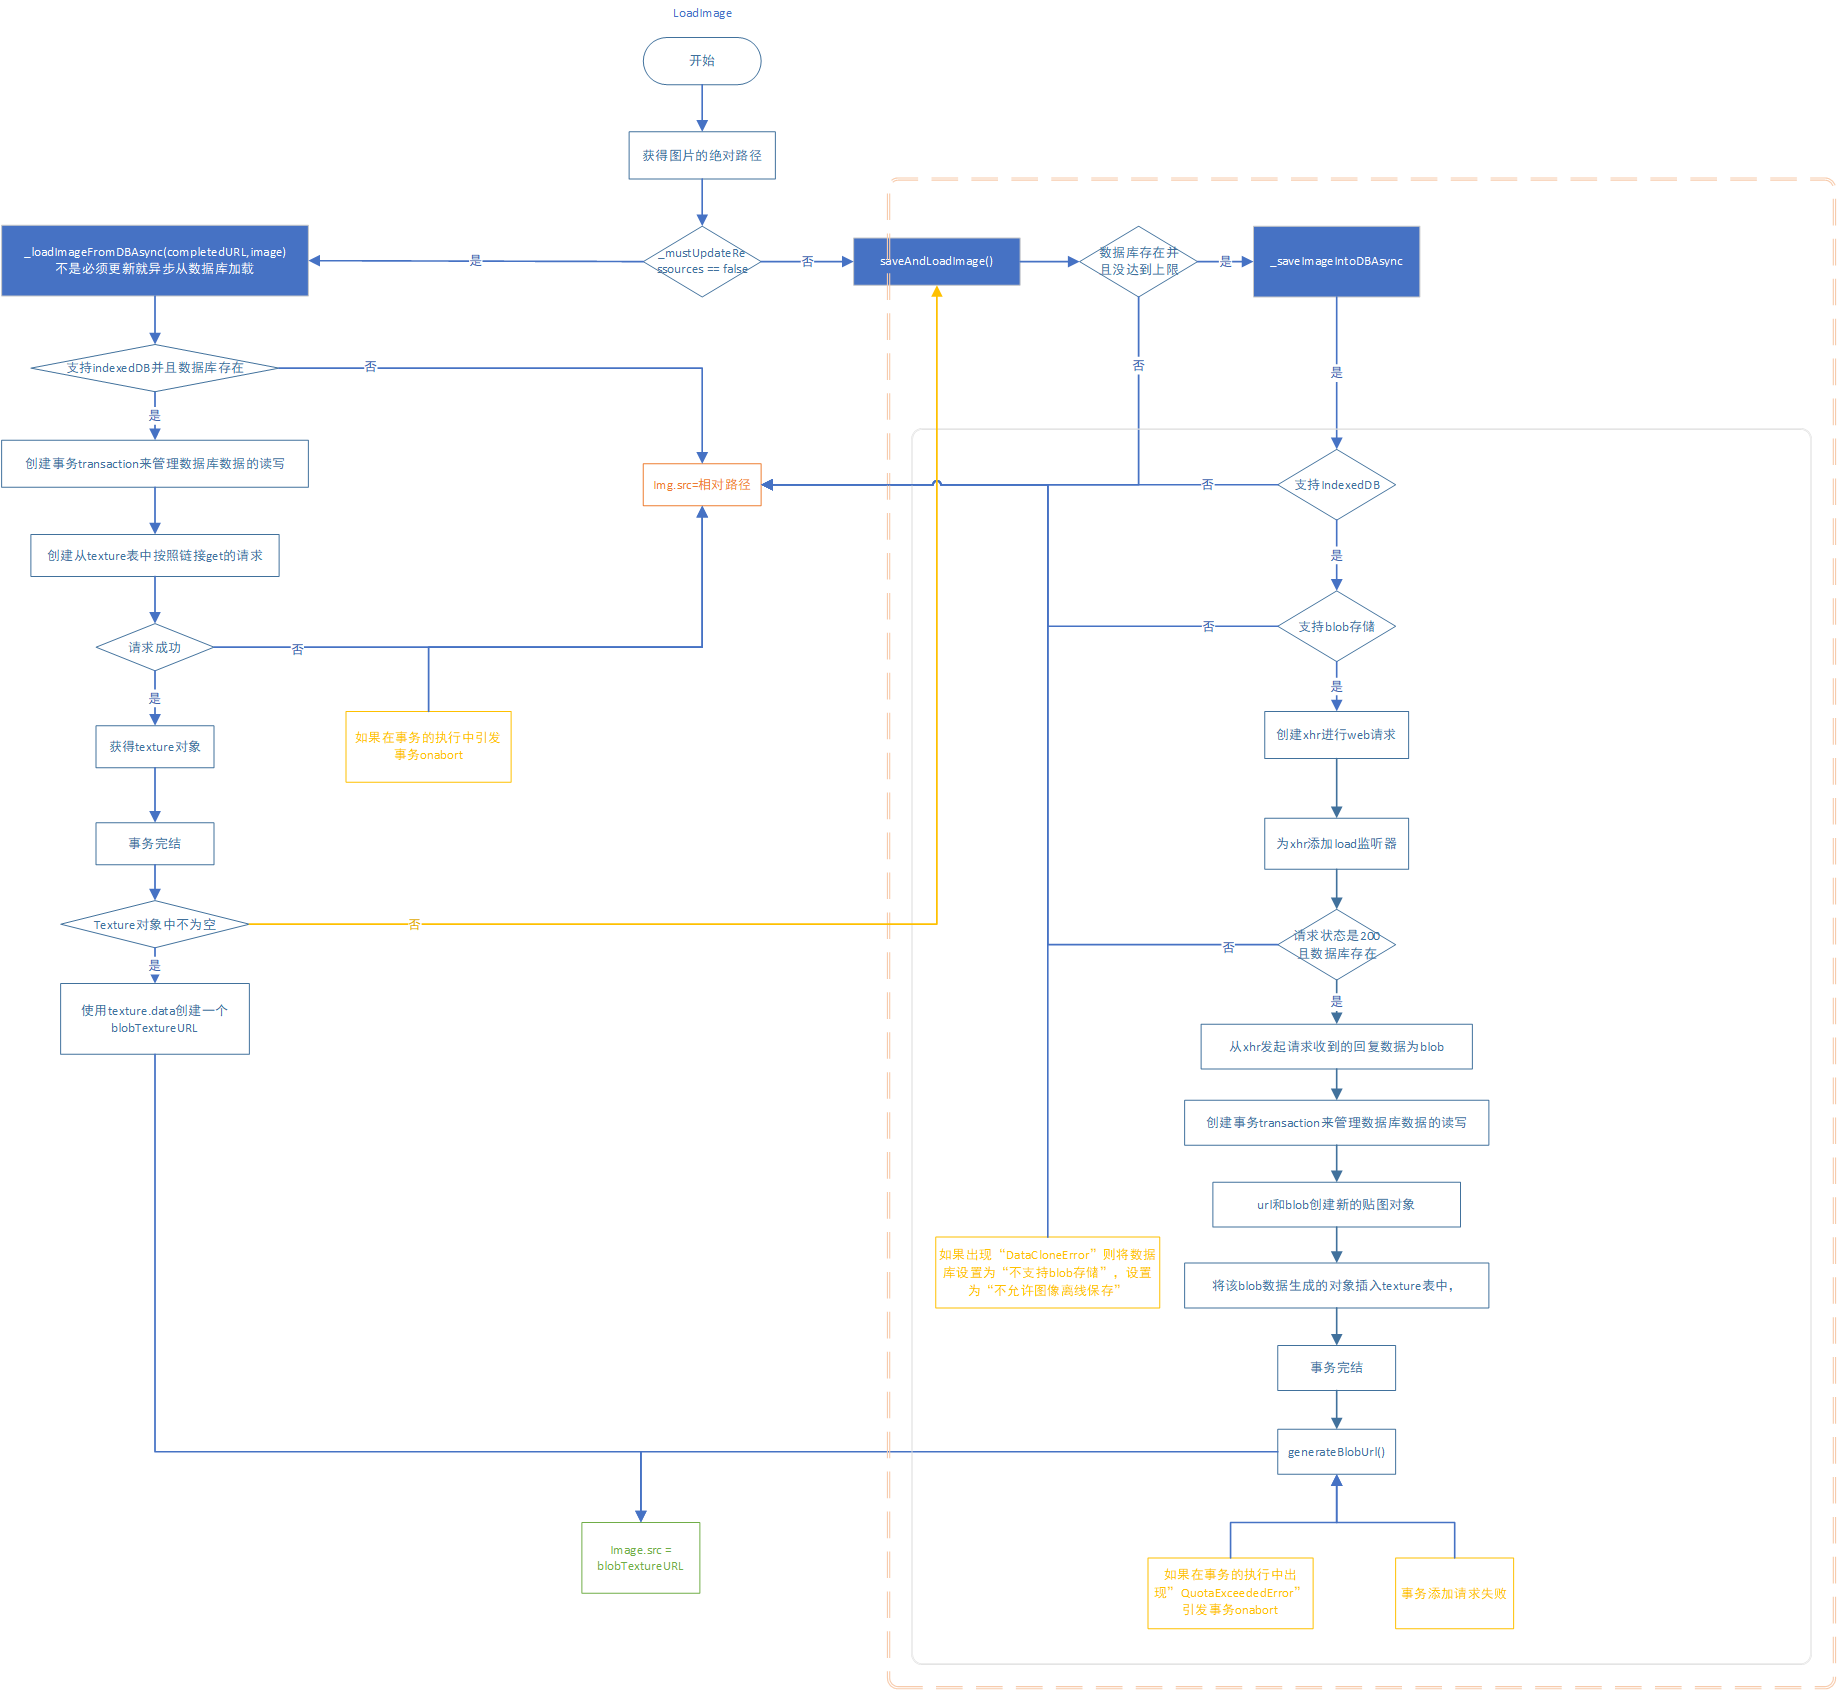 LoadImage
开始
获得图片的绝对路径
_mustUpdateRe
ssources == false
是
否
_loadImageFromDBAsync(completedURL,image)
不是必须更新就异步从数据库加载
saveAndLoadImage()
数据库存在并
且没达到上限
是
_saveImageIntoDBAsync
否
是
支持indexedDB并且数据库存在
否
是
创建事务transaction来管理数据库数据的读写
Img.src=相对路径
创建从texture表中按照链接get的请求
请求成功
否
是
如果在事务的执行中引发
事务onabort
获得texture对象
事务完结
Texture对象中不为空
否
是
使用texture.data创建一个
blobTextureURL
支持IndexedDB
否
是
支持blob存储
否
是
创建xhr进行web请求
为xhr添加load监听器
请求状态是200
且数据库存在
否
是
从xhr发起请求收到的回复数据为blob
创建事务transaction来管理数据库数据的读写
url和blob创建新的贴图对象
如果出现“DataCloneError”则将数据
库设置为“不支持blob存储”，设置
为“不允许图像离线保存”
将该blob数据生成的对象插入texture表中，
事务完结
generateBlobUrl()
Image.src =
blobTextureURL
如果在事务的执行中出
现”QuotaExceededError”
引发事务onabort
事务添加请求失败